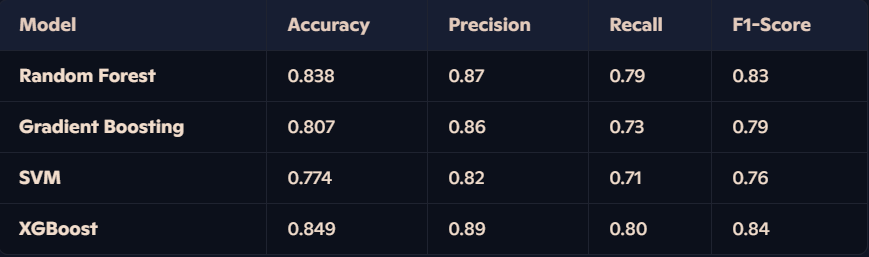 Model Accuracy Precision Recall F1-Score
Random Forest 0.838 0.87 0.79 0.83
Gradient Boosting 0.807 0.86 0.73 0.79
SVM 0.774 0.82 0.71 0.76
XGBoost 0.849 0.89 0.80 0.84